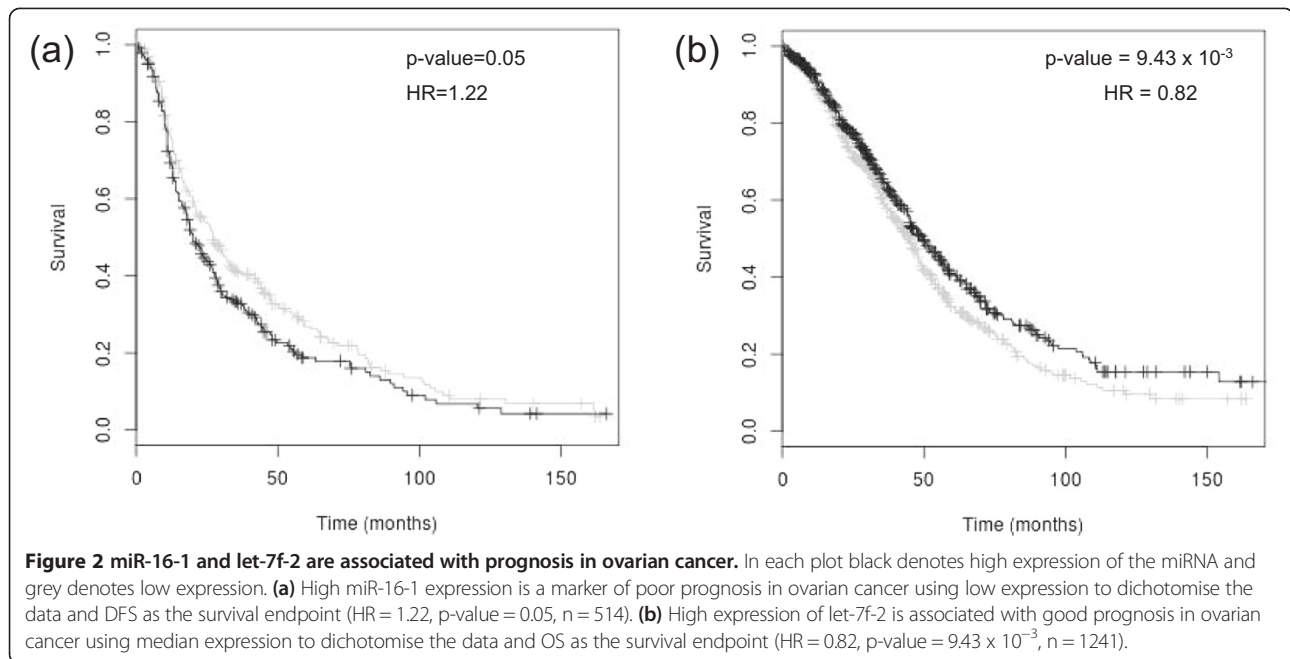 (a)
p-value=0.05
HR=1.22
1.0
0.8
0.6
0.4
0.2
0.0
Survival
0
50
100
150
Time (months)
(b)
p-value = 9.43 x 10⁻³
HR = 0.82
1.0
0.8
0.6
0.4
0.2
0.0
Survival
0
50
100
150
Time (months)
Figure 2 miR-16-1 and let-7f-2 are associated with prognosis in ovarian cancer. In each plot black denotes high expression of the miRNA and
grey denotes low expression. (a) High miR-16-1 expression is a marker of poor prognosis in ovarian cancer using low expression to dichotomise the
data and DFS as the survival endpoint (HR = 1.22, p-value = 0.05, n = 514). (b) High expression of let-7f-2 is associated with good prognosis in ovarian
cancer using median expression to dichotomise the data and OS as the survival endpoint (HR = 0.82, p-value = 9.43 x 10⁻³, n = 1241).